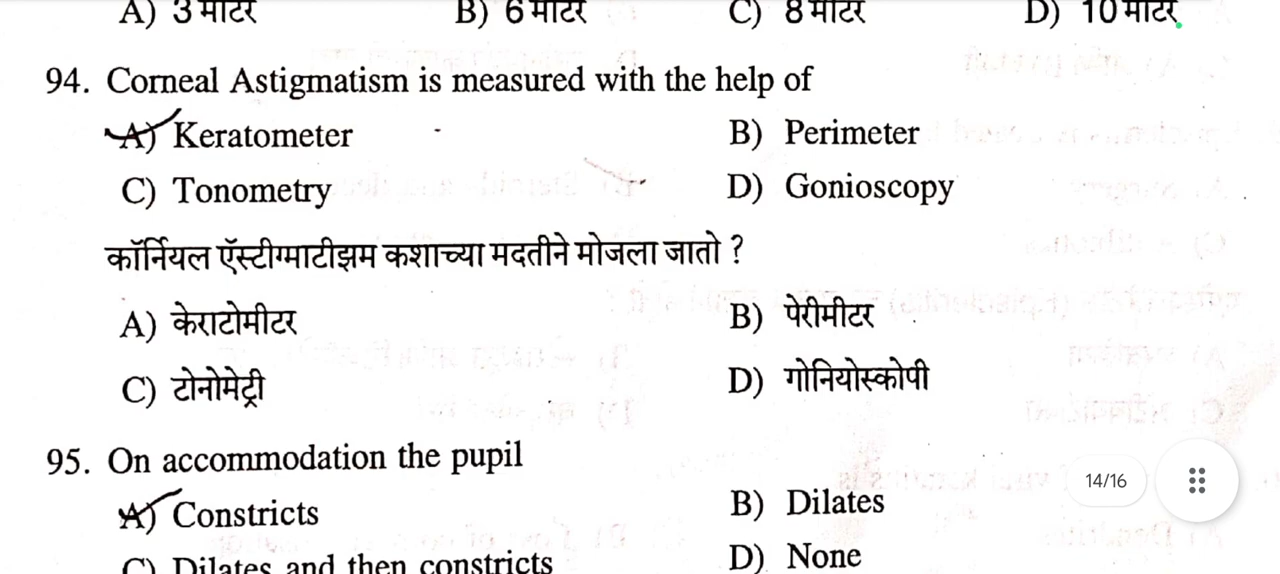 A) 3 मीटर B) 6 मीटर C) 8 मीटर D) 10 मीटर
94. Corneal Astigmatism is measured with the help of
A) Keratometer B) Perimeter
C) Tonometry D) Gonioscopy
कॉर्नियल ऍस्टीग्माटीझम कशाच्या मदतीने मोजला जातो ?
A) केराटोमीटर B) पेरीमीटर
C) टोनोमेट्री D) गोनियोस्कोपी
95. On accommodation the pupil
14/16
A) Constricts B) Dilates
C) Dilates and then constricts D) None